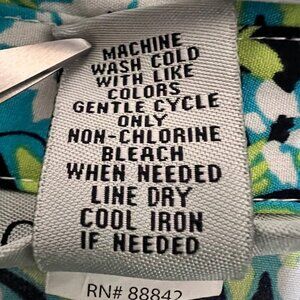 MACHINE
WASH COLD
WITH LIKE
COLORS
GENTLE CYCLE
ONLY
NON-CHLORINE
BLEACH
WHEN NEEDED
LINE DRY
COOL IRON
IF NEEDED
RN# 88842